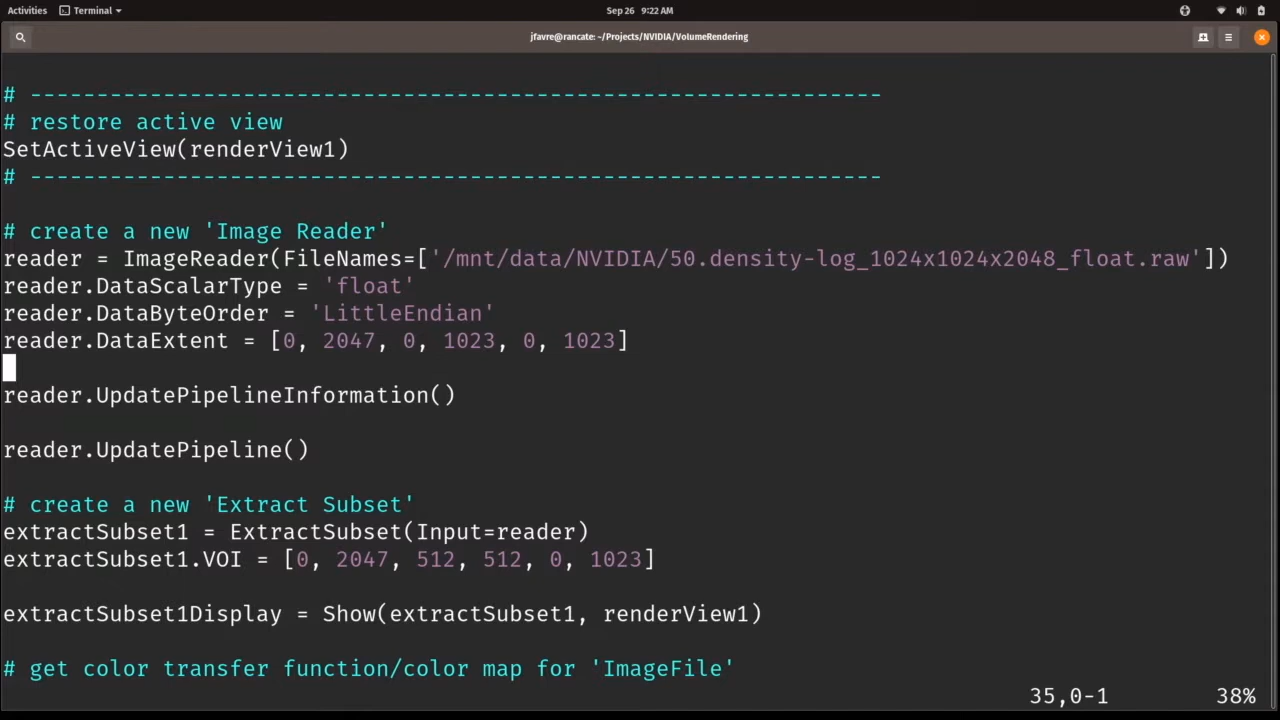 Activities Terminal Sep 26 9:22 AM
jfavre@rancate: ~/Projects/NVIDIA/VolumeRendering
# ----------------------------------------------------------------
# restore active view
SetActiveView(renderView1)
# ----------------------------------------------------------------
# create a new 'Image Reader'
reader = ImageReader(FileNames=['/mnt/data/NVIDIA/50.density-log_1024x1024x2048_float.raw'])
reader.DataScalarType = 'float'
reader.DataByteOrder = 'LittleEndian'
reader.DataExtent = [0, 2047, 0, 1023, 0, 1023]
reader.UpdatePipelineInformation()
reader.UpdatePipeline()
# create a new 'Extract Subset'
extractSubset1 = ExtractSubset(Input=reader)
extractSubset1.VOI = [0, 2047, 512, 512, 0, 1023]
extractSubset1Display = Show(extractSubset1, renderView1)
# get color transfer function/color map for 'ImageFile'
35,0-1 38%